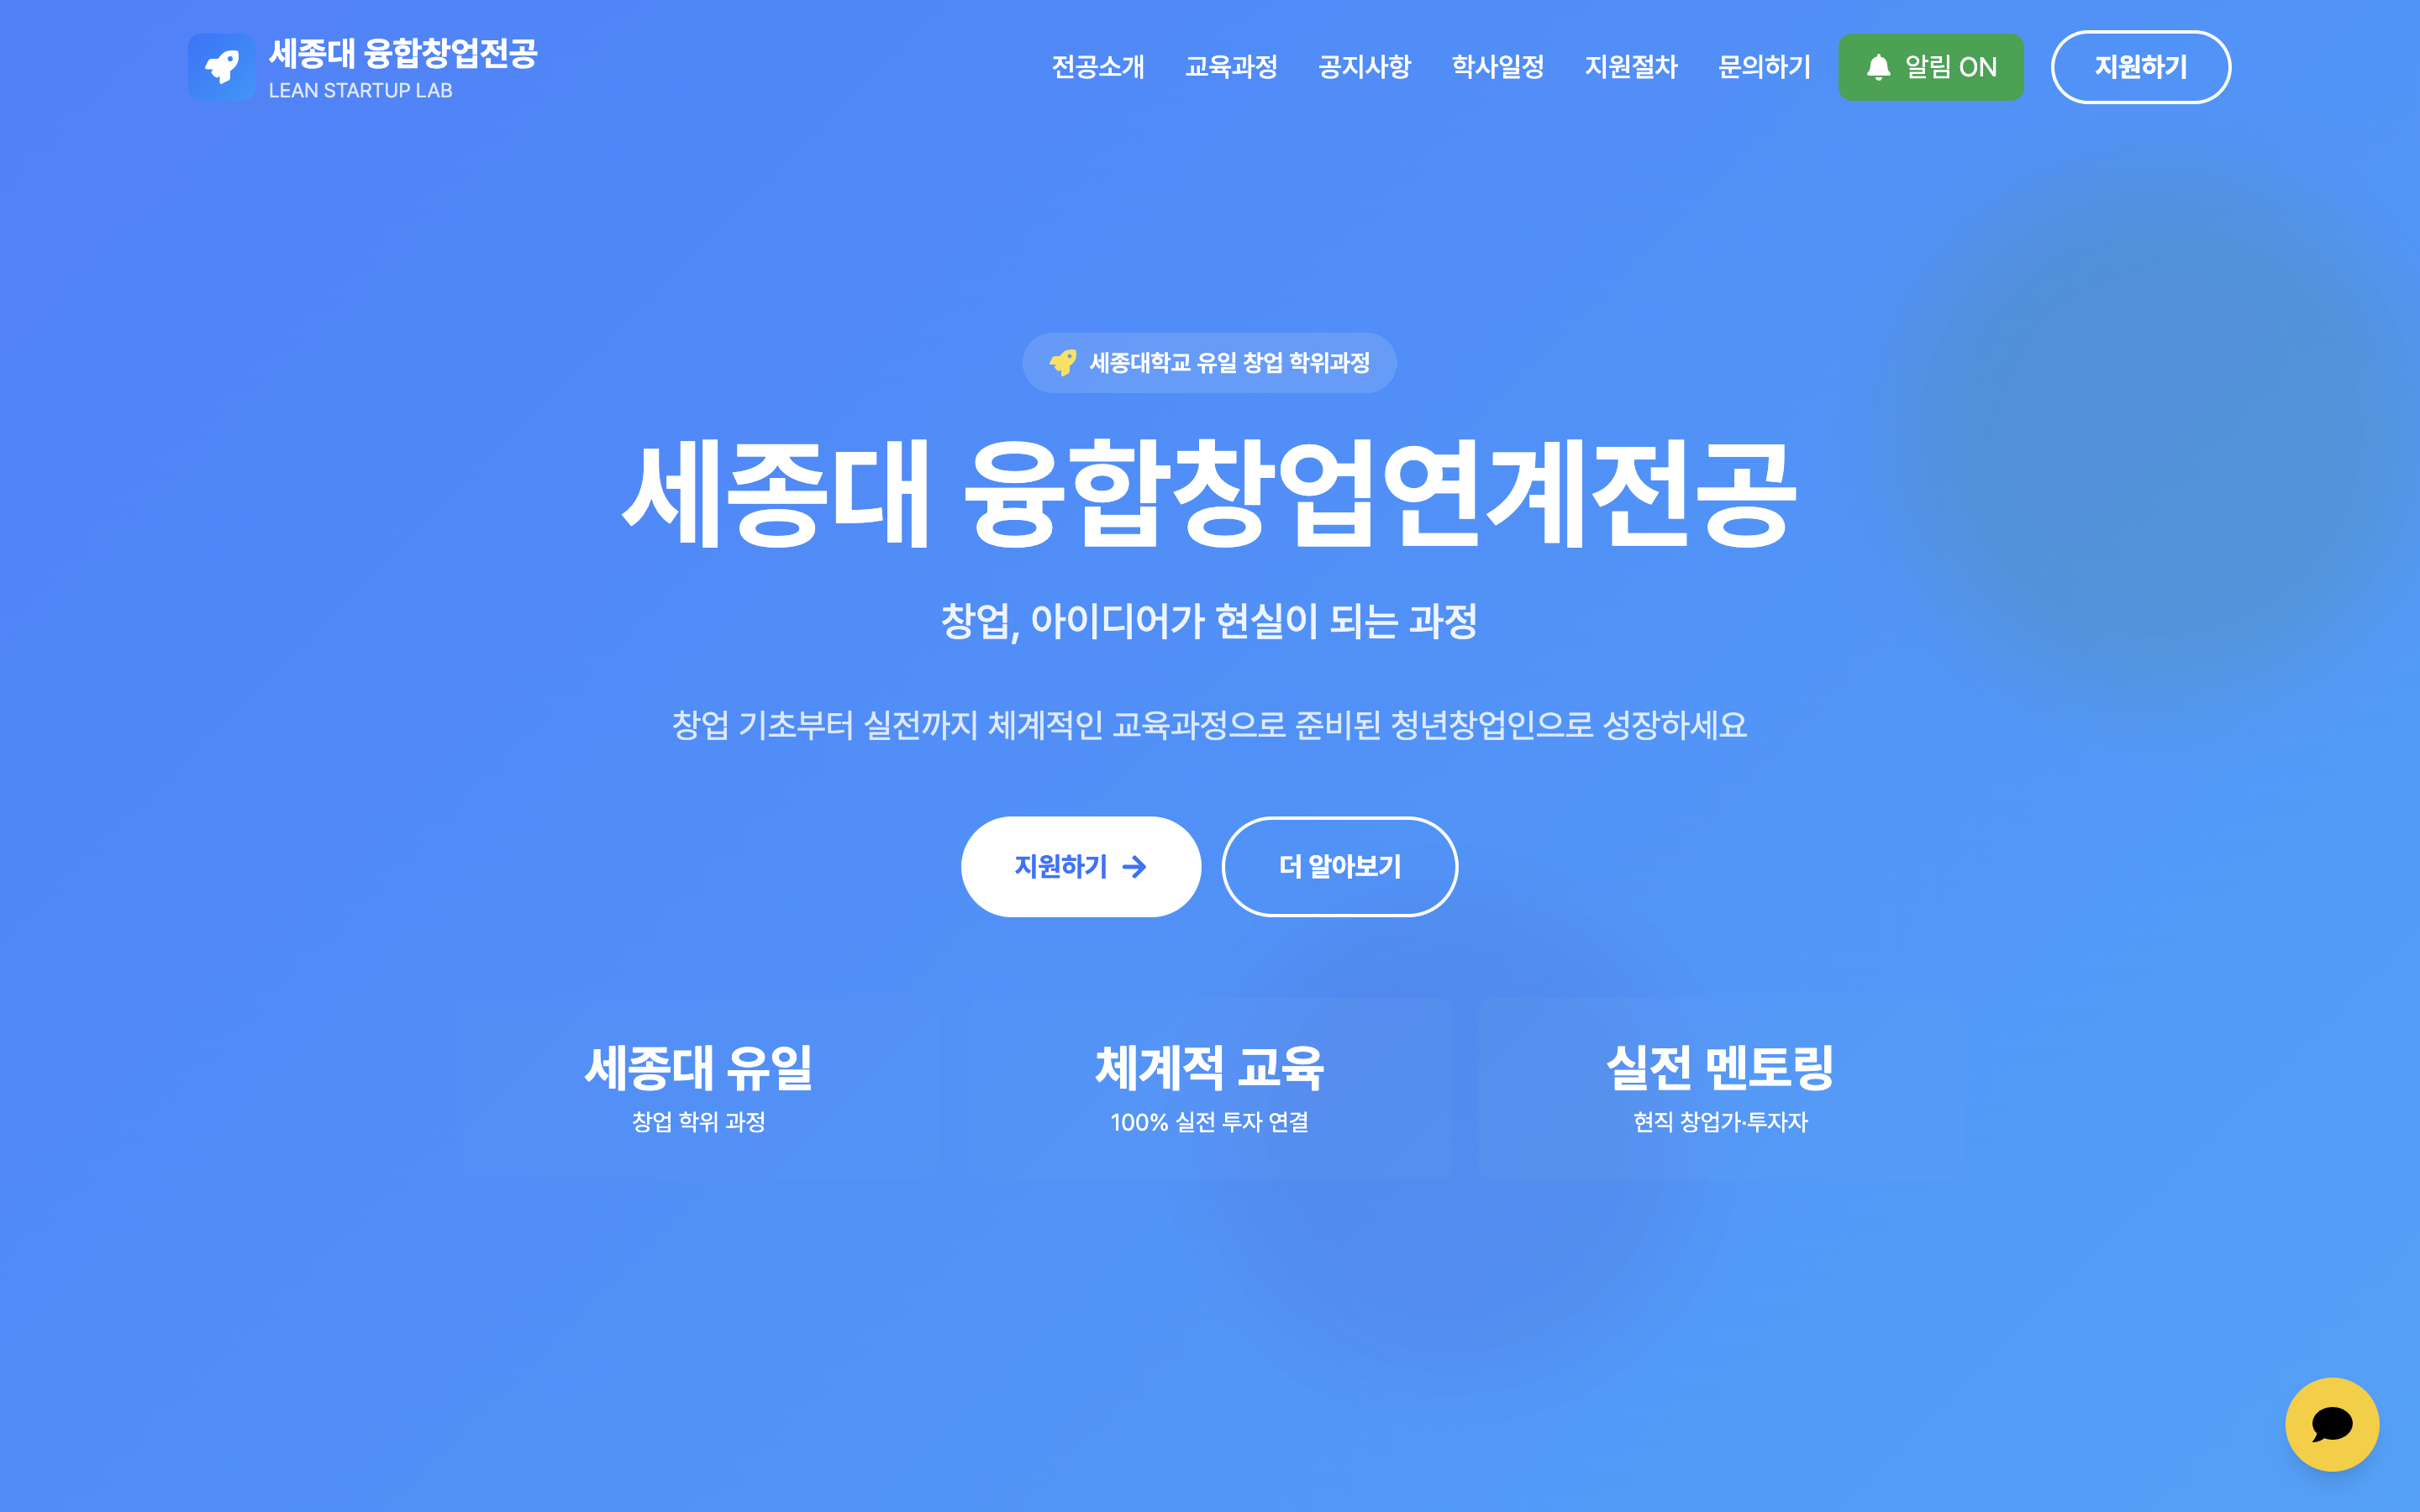 세종대 융합창업전공
LEAN STARTUP LAB
전공소개
교육과정
공지사항
학사일정
지원절차
문의하기
알림 ON
지원하기
세종대학교 유일 창업 학위과정
세종대 융합창업연계전공
창업, 아이디어가 현실이 되는 과정
창업 기초부터 실전까지 체계적인 교육과정으로 준비된 청년창업인으로 성장하세요
지원하기
더 알아보기
세종대 유일
창업 학위 과정
체계적 교육
100% 실전 투자 연결
실전 멘토링
현직 창업가·투자자